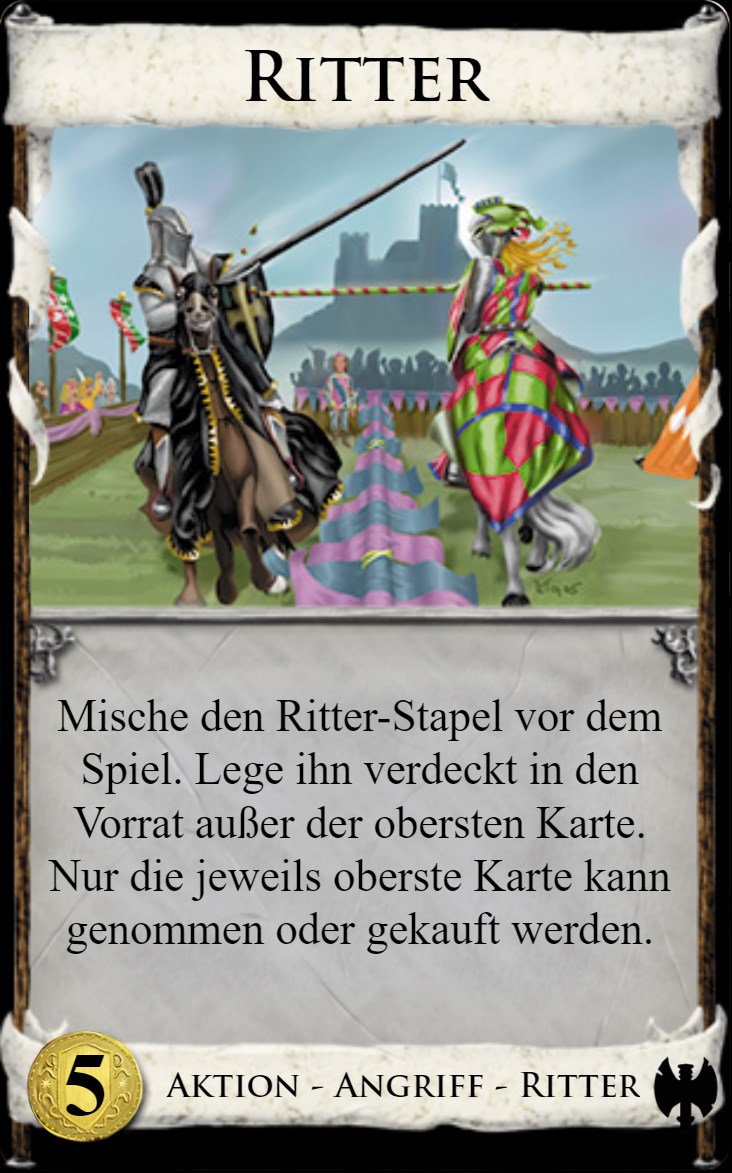 Ritter
Mische den Ritter-Stapel vor dem
Spiel. Lege ihn verdeckt in den
Vorrat außer der obersten Karte.
Nur die jeweils oberste Karte kann
genommen oder gekauft werden.
5 Aktion - Angriff - Ritter